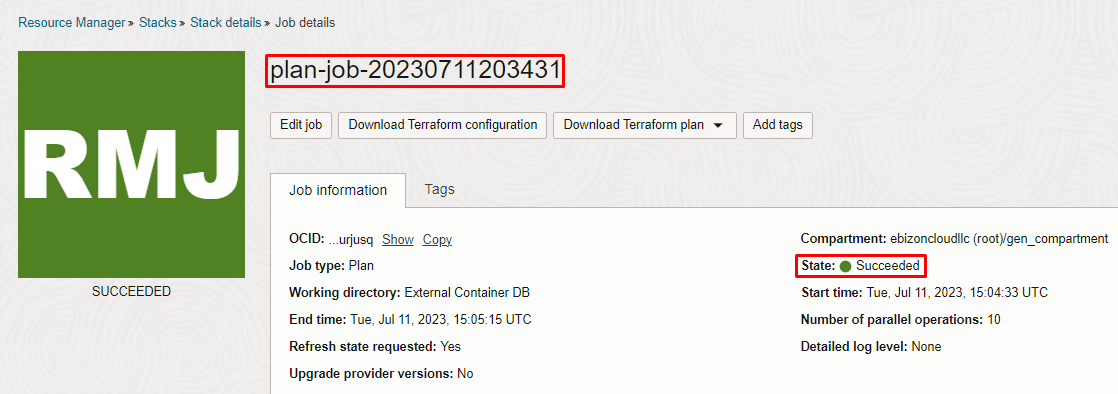 Resource Manager » Stacks » Stack details » Job details
RMJ
SUCCEEDED
plan-job-20230711203431
Edit job
Download Terraform configuration
Download Terraform plan
Add tags
Job information
Tags
OCID: ...urjusq Show Copy
Job type: Plan
Working directory: External Container DB
End time: Tue, Jul 11, 2023, 15:05:15 UTC
Refresh state requested: Yes
Upgrade provider versions: No
Compartment: ebizoncloudllc (root)/gen_compartment
State: Succeeded
Start time: Tue, Jul 11, 2023, 15:04:33 UTC
Number of parallel operations: 10
Detailed log level: None